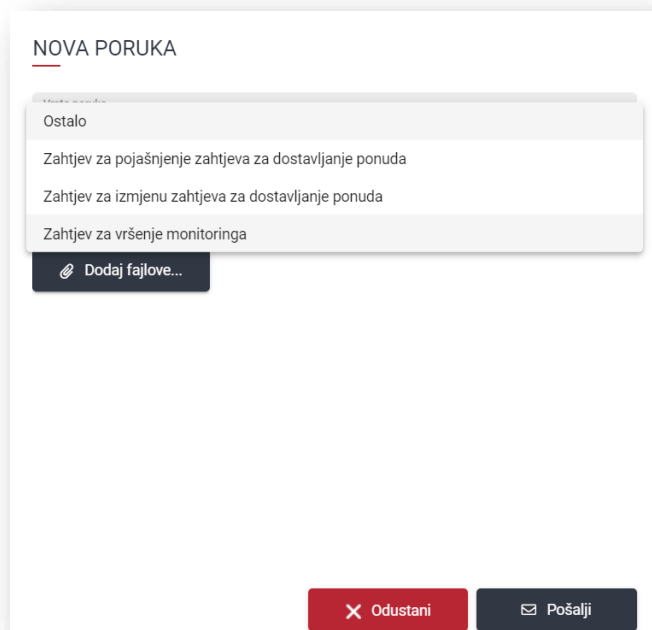 NOVA PORUKA
Ostalo
Zahtjev za pojašnjenje zahtjeva za dostavljanje ponuda
Zahtjev za izmjenu zahtjeva za dostavljanje ponuda
Zahtjev za vršenje monitoringa
Dodaj fajlove...
Odustani
Pošalji